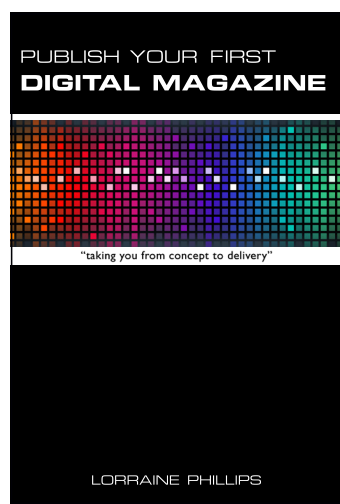 PUBLISH YOUR FIRST
DIGITAL MAGAZINE
“taking you from concept to delivery”
LORRAINE PHILLIPS